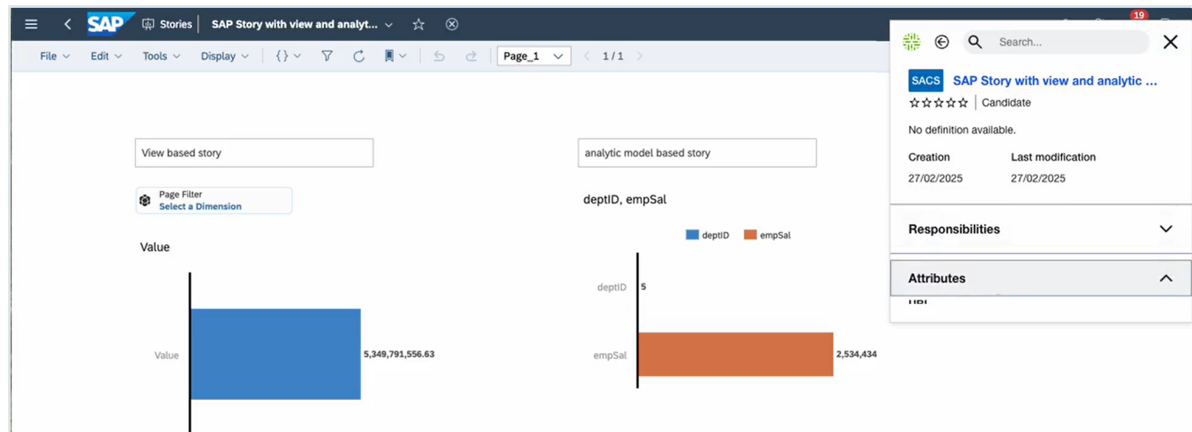 SAP Stories SAP Story with view and analyt...
19
File Edit Tools Display {} Page_1 1 / 1
Search...
SACS SAP Story with view and analytic ...
Candidate
No definition available.
Creation Last modification
27/02/2025 27/02/2025
Responsibilities
Attributes
URL
View based story
Page Filter
Select a Dimension
Value
Value 5,349,791,556.63
analytic model based story
deptID, empSal
deptID empSal
deptID 5
empSal 2,534,434